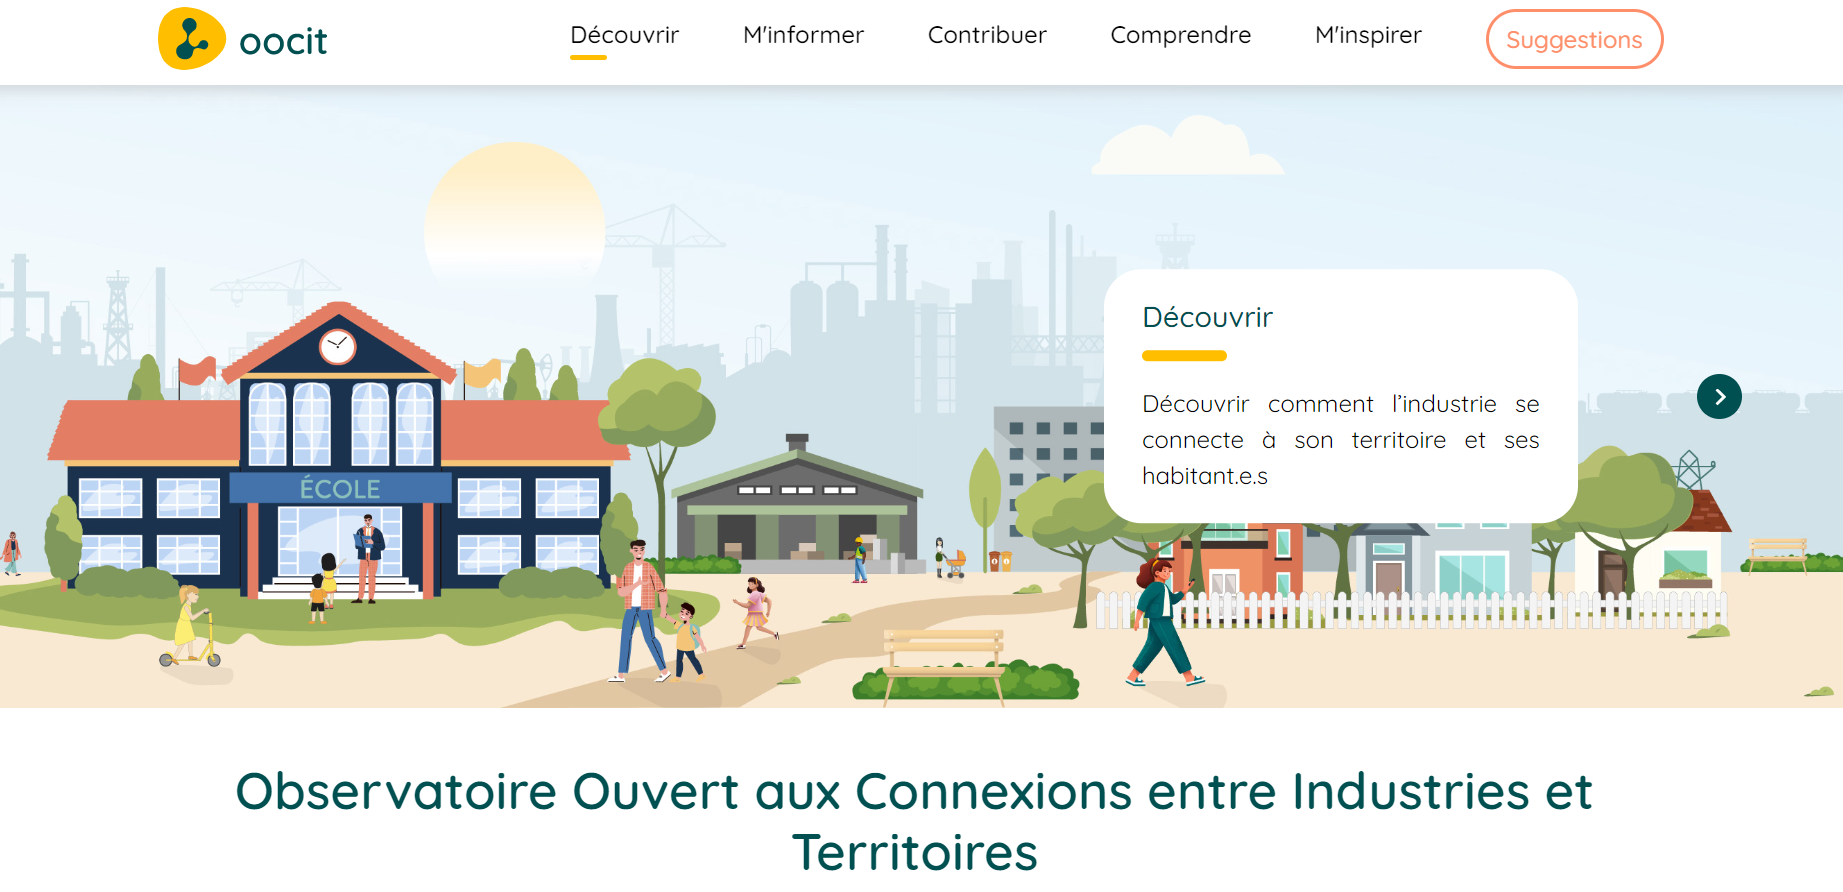 oocit
Découvrir
M'informer
Contribuer
Comprendre
M'inspirer
Suggestions
Découvrir
Découvrir comment l’industrie se
connecte à son territoire et ses
habitant.e.s
ÉCOLE
Observatoire Ouvert aux Connexions entre Industries et
Territoires